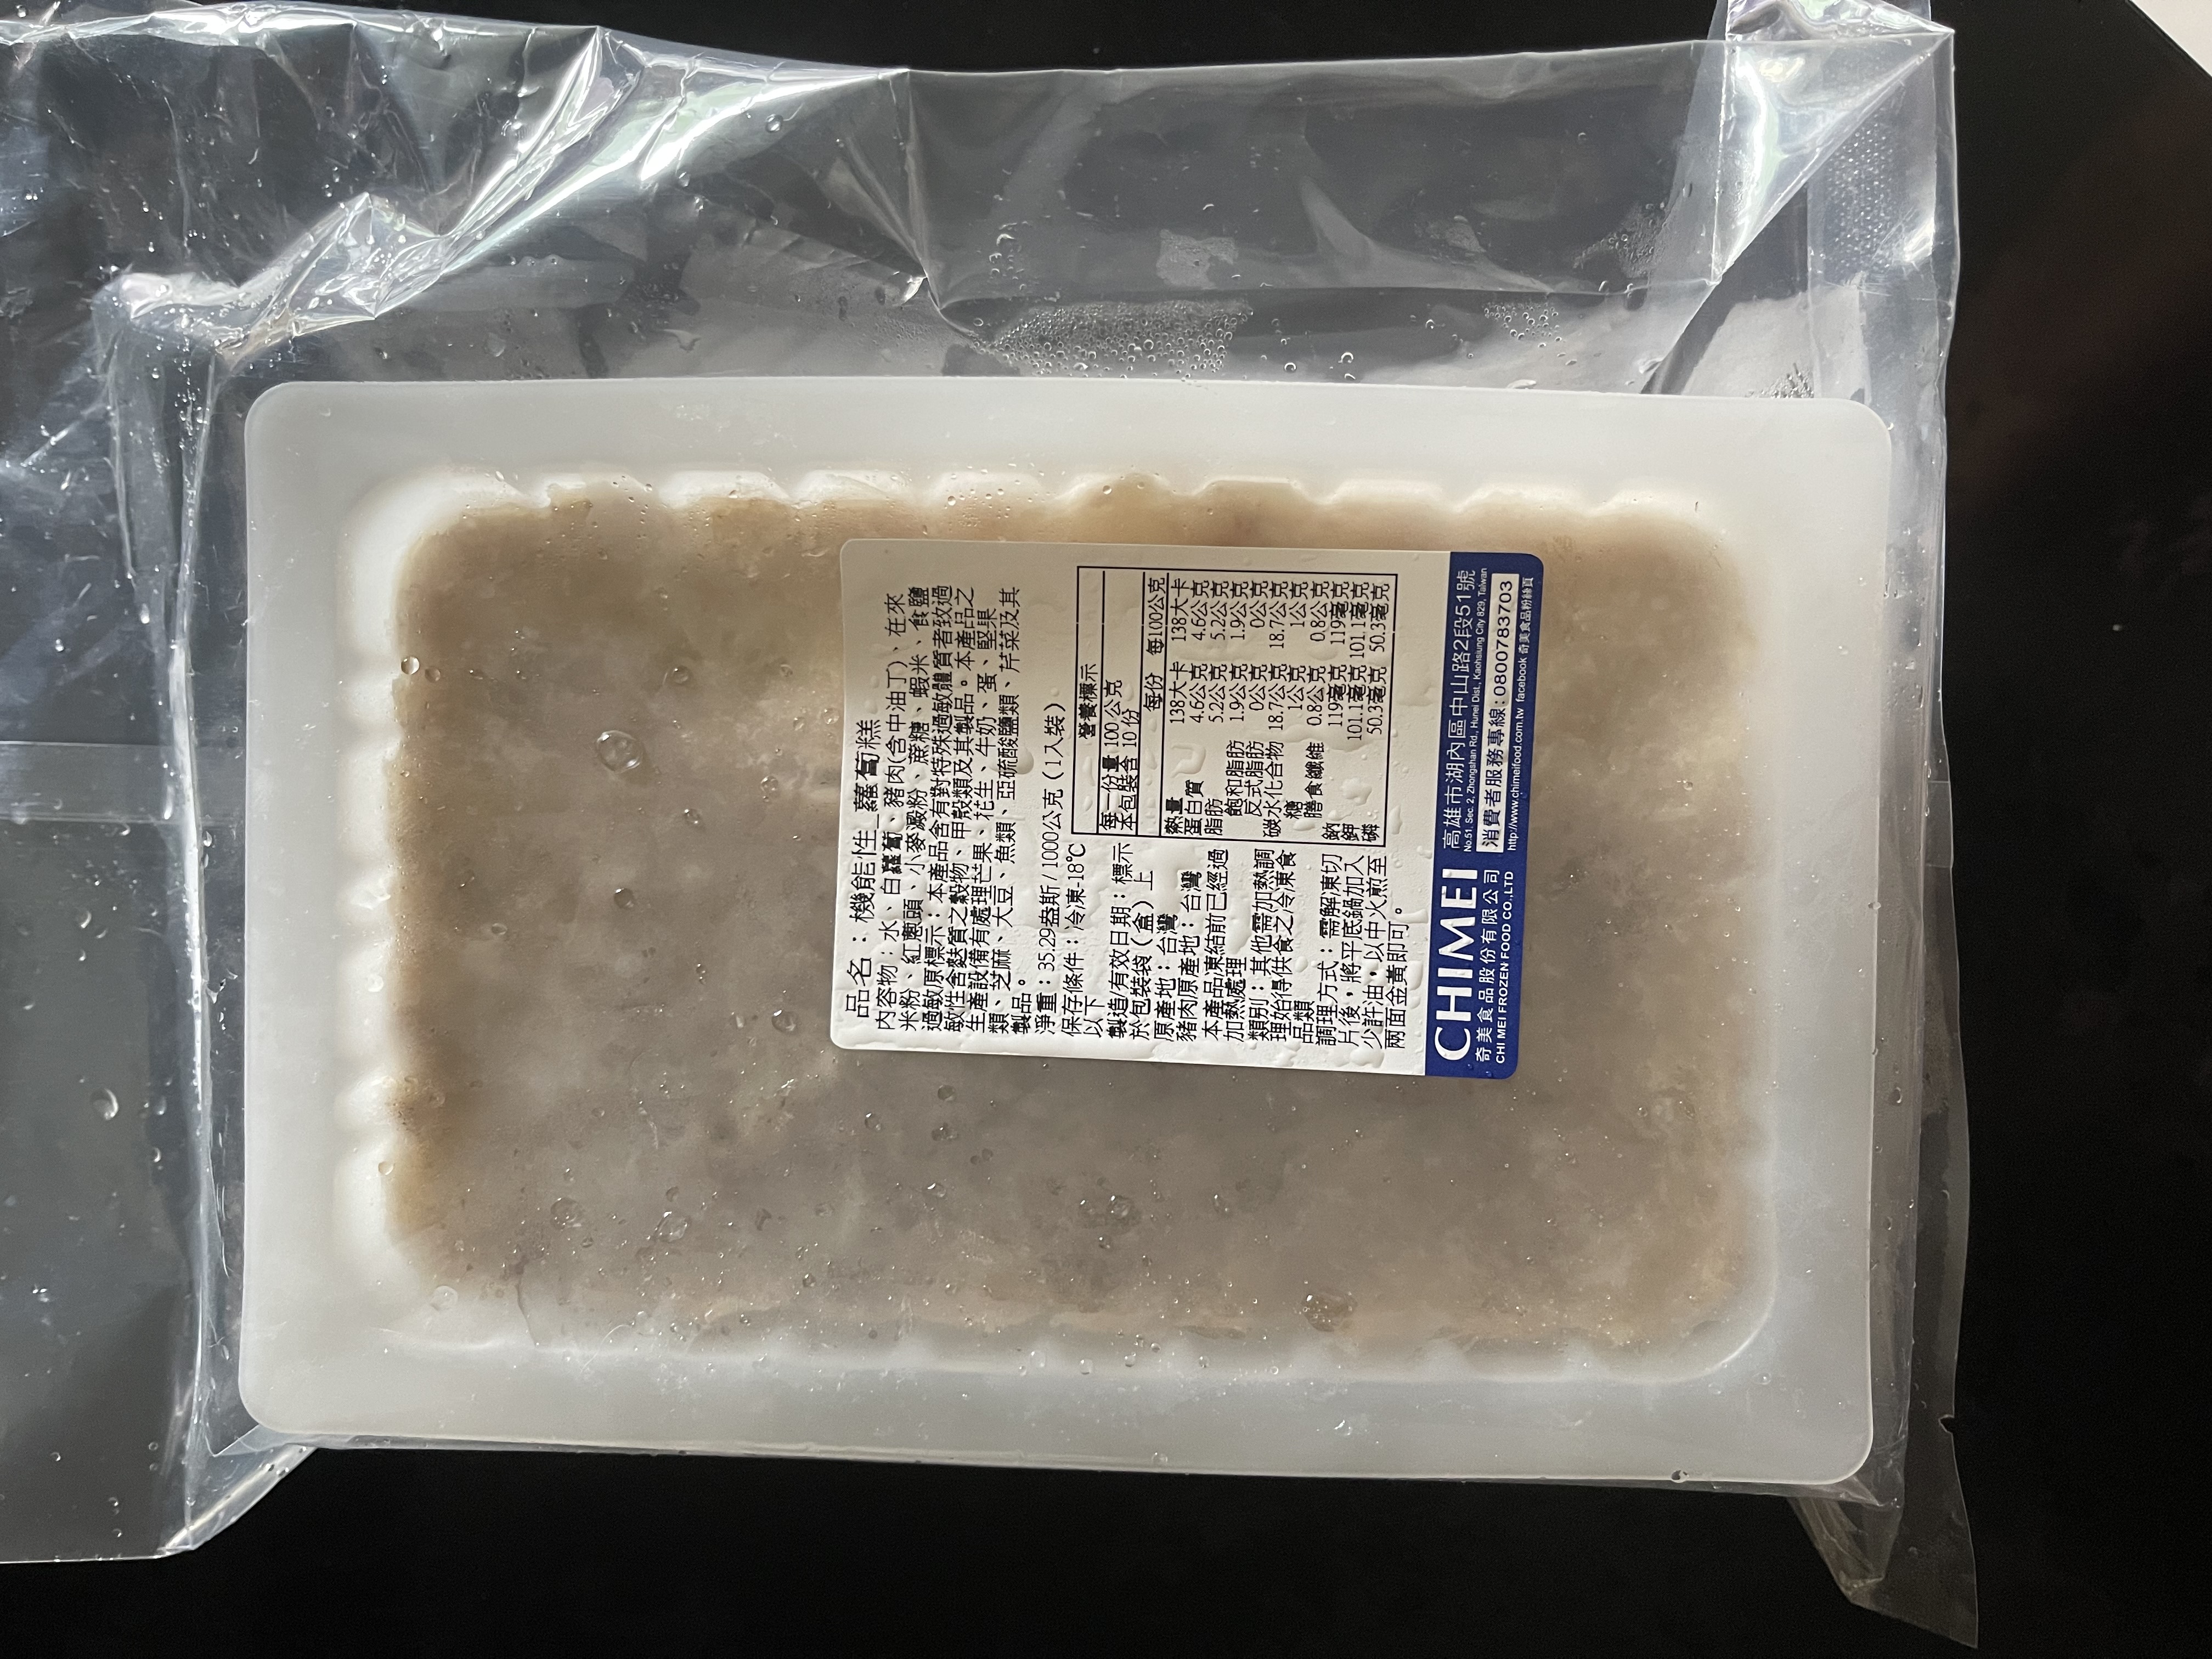 品名：機能性_蘿蔔糕
內容物：水、白蘿蔔、豬肉(含中油丁)、在來
米粉、紅蔥頭、小麥澱粉、蔗糖、蝦米、食鹽
過敏原標示：本產品含有對特殊過敏體質者致過
敏性含麩質之穀物、甲殼類及其製品。本產品之
生產設備有處理芒果、花生、牛奶、蛋、堅果
類、芝麻、大豆、魚類、亞硫酸鹽類、芹菜及其
製品。
淨重：35.29盎斯/1000公克（1入裝）
保存條件：冷凍-18℃
以下
製造/有效日期：標示
於包裝袋(盒)上
原產地：台灣
豬肉原產地：台灣
本產品凍結前已經過
加熱處理
類別：其他需加熱調
理始得供食之冷凍食
品類
調理方式：需解凍切
片後，將平底鍋加入
少許油，以中火煎至
兩面金黃即可。
營養標示
每一份量 100 公克
本包裝含 10 份
每份 每100公克
熱量 138大卡 138大卡
蛋白質 4.6公克 4.6公克
脂肪 5.2公克 5.2公克
飽和脂肪 1.9公克 1.9公克
反式脂肪 0公克 0公克
碳水化合物 18.7公克 18.7公克
糖 1公克 1公克
膳食纖維 0.8公克 0.8公克
鈉 119毫克 119毫克
鉀 101.1毫克 101.1毫克
磷 50.3毫克 50.3毫克
CHIMEI
奇美食品股份有限公司
CHI MEI FROZEN FOOD CO.,LTD
高雄市湖內區中山路2段51號
No.51, Sec. 2, Zhongshan Rd., Hunei Dist., Kaohsiung City 829, Taiwan
消費者服務專線:0800783703
http://www.chimeifood.com.tw facebook 奇美食品粉絲頁